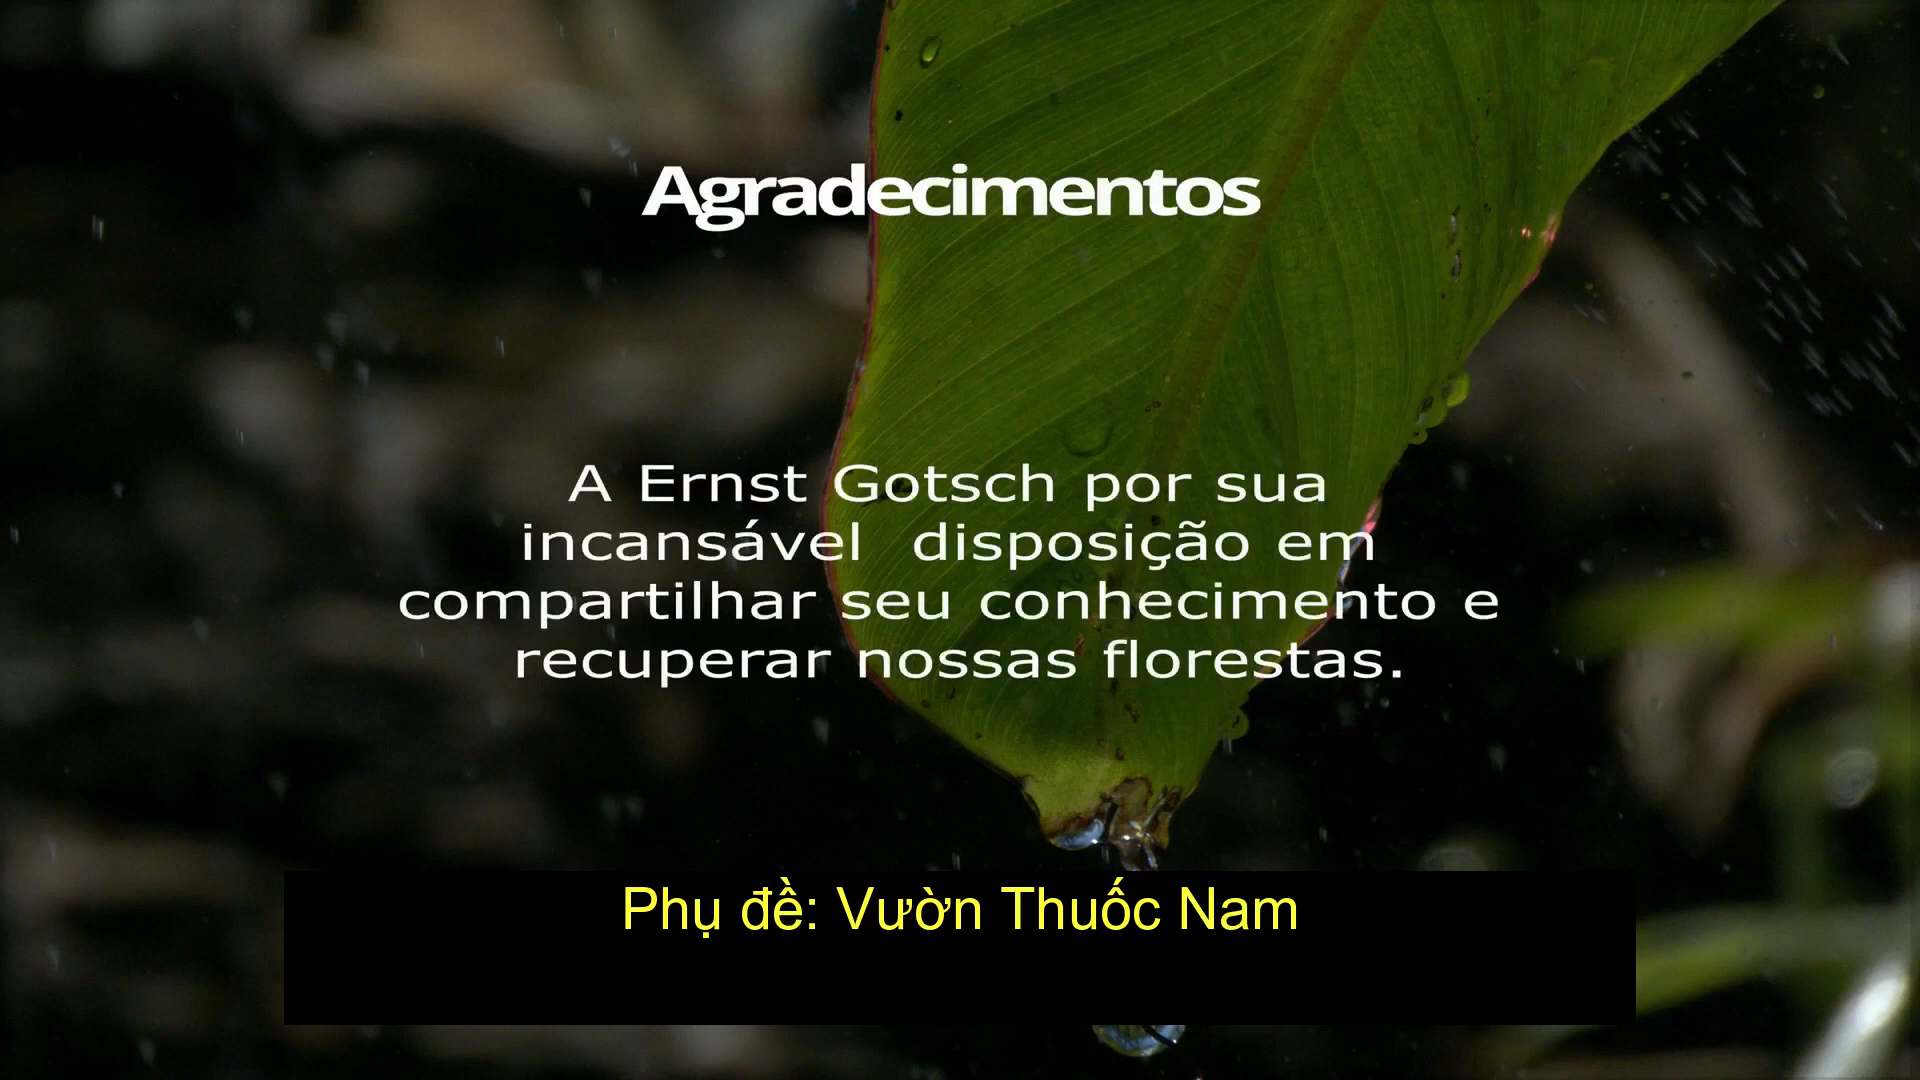 Agradecimentos
A Ernst Gotsch por sua
incansável disposição em
compartilhar seu conhecimento e
recuperar nossas florestas.
Phụ đề: Vườn Thuốc Nam